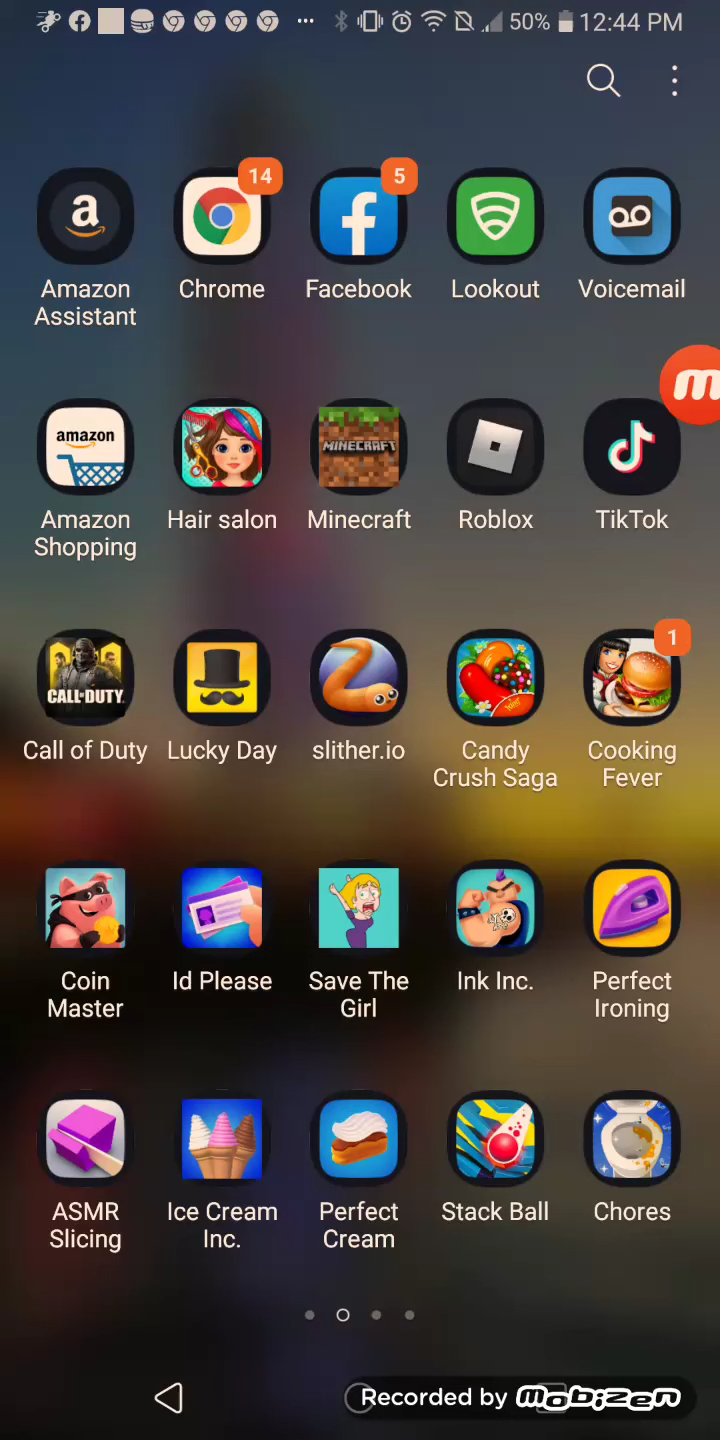 50% 12:44 PM
14
5
a
Amazon Assistant
Chrome
Facebook
Lookout
Voicemail
m
amazon
MINECRAFT
Amazon Shopping
Hair salon
Minecraft
Roblox
TikTok
CALL OF DUTY
1
Call of Duty
Lucky Day
slither.io
Candy Crush Saga
Cooking Fever
Coin Master
Id Please
Save The Girl
Ink Inc.
Perfect Ironing
ASMR Slicing
Ice Cream Inc.
Perfect Cream
Stack Ball
Chores
Recorded by mobizen